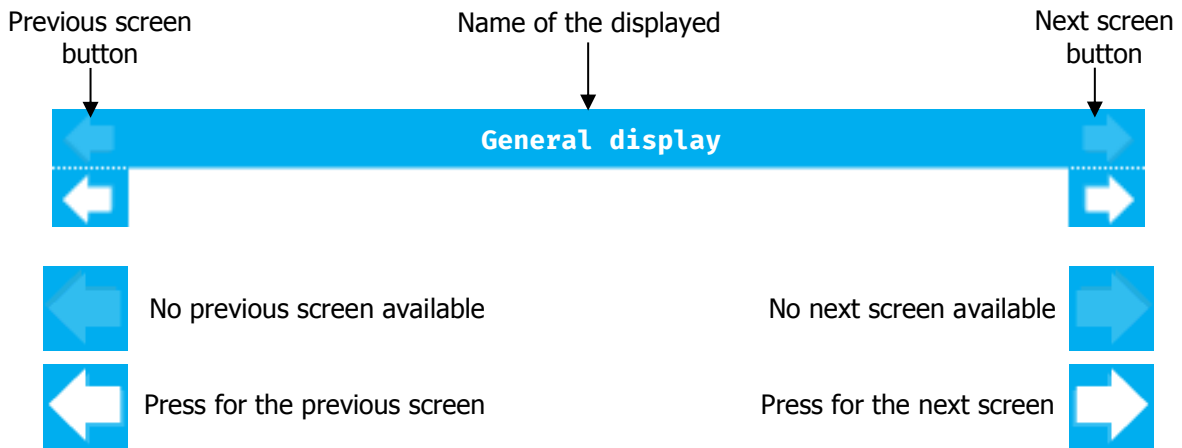 Previous screen
button
Name of the displayed
Next screen
button
General display
No previous screen available
No next screen available
Press for the previous screen
Press for the next screen